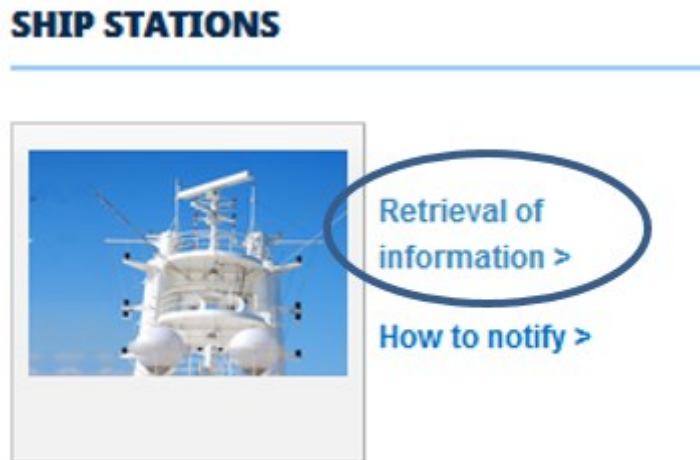 SHIP STATIONS
Retrieval of
information >
How to notify >